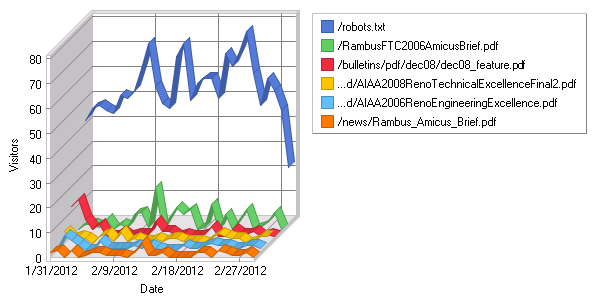 /robots.txt
/RambusFTC2006AmicusBrief.pdf
/bulletins/pdf/dec08/dec08_feature.pdf
...d/AIAA2008RenoTechnicalExcellenceFinal2.pdf
...d/AIAA2006RenoEngineeringExcellence.pdf
/news/Rambus_Amicus_Brief.pdf
Visitors
80
70
60
50
40
30
20
10
0
1/31/2012 2/9/2012 2/18/2012 2/27/2012
Date